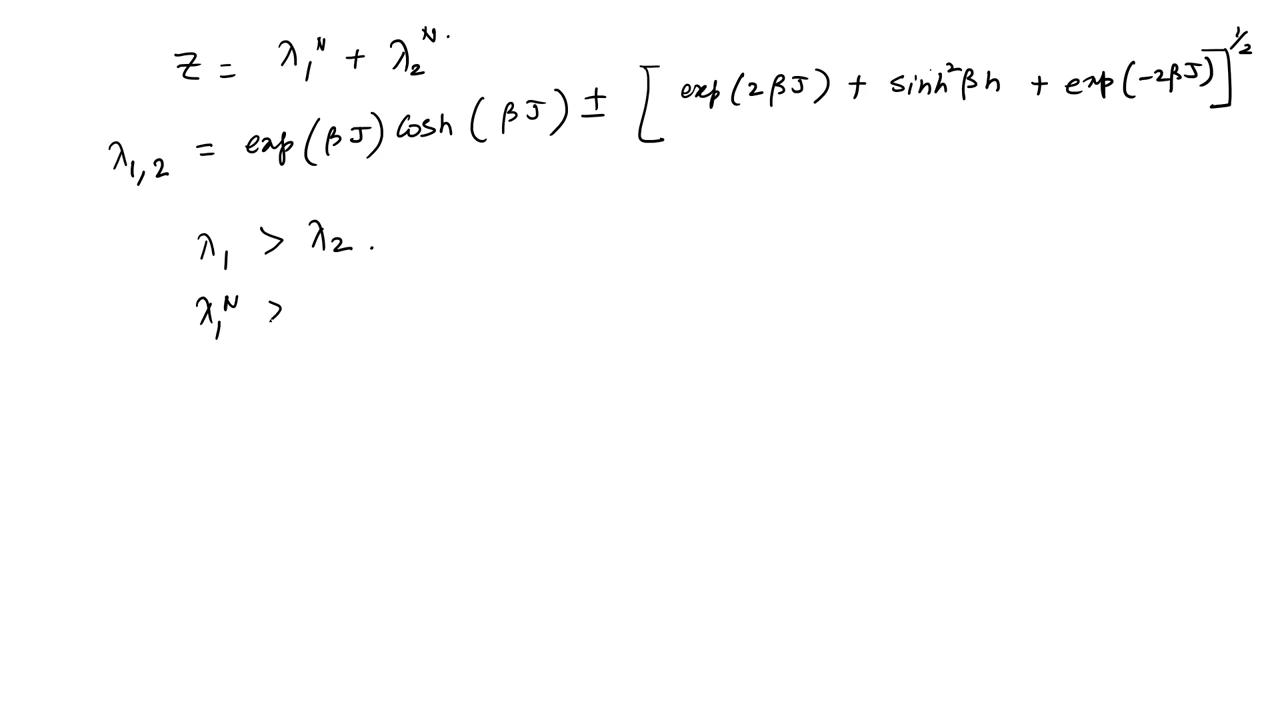 Z = λ₁ᴺ + λ₂ᴺ.
λ₁,₂ = exp(βJ) Cosh(βJ) ± [exp(2βJ) + sinh²βh + exp(-2βJ)]^1/2
λ₁ > λ₂.
λ₁ᴺ >